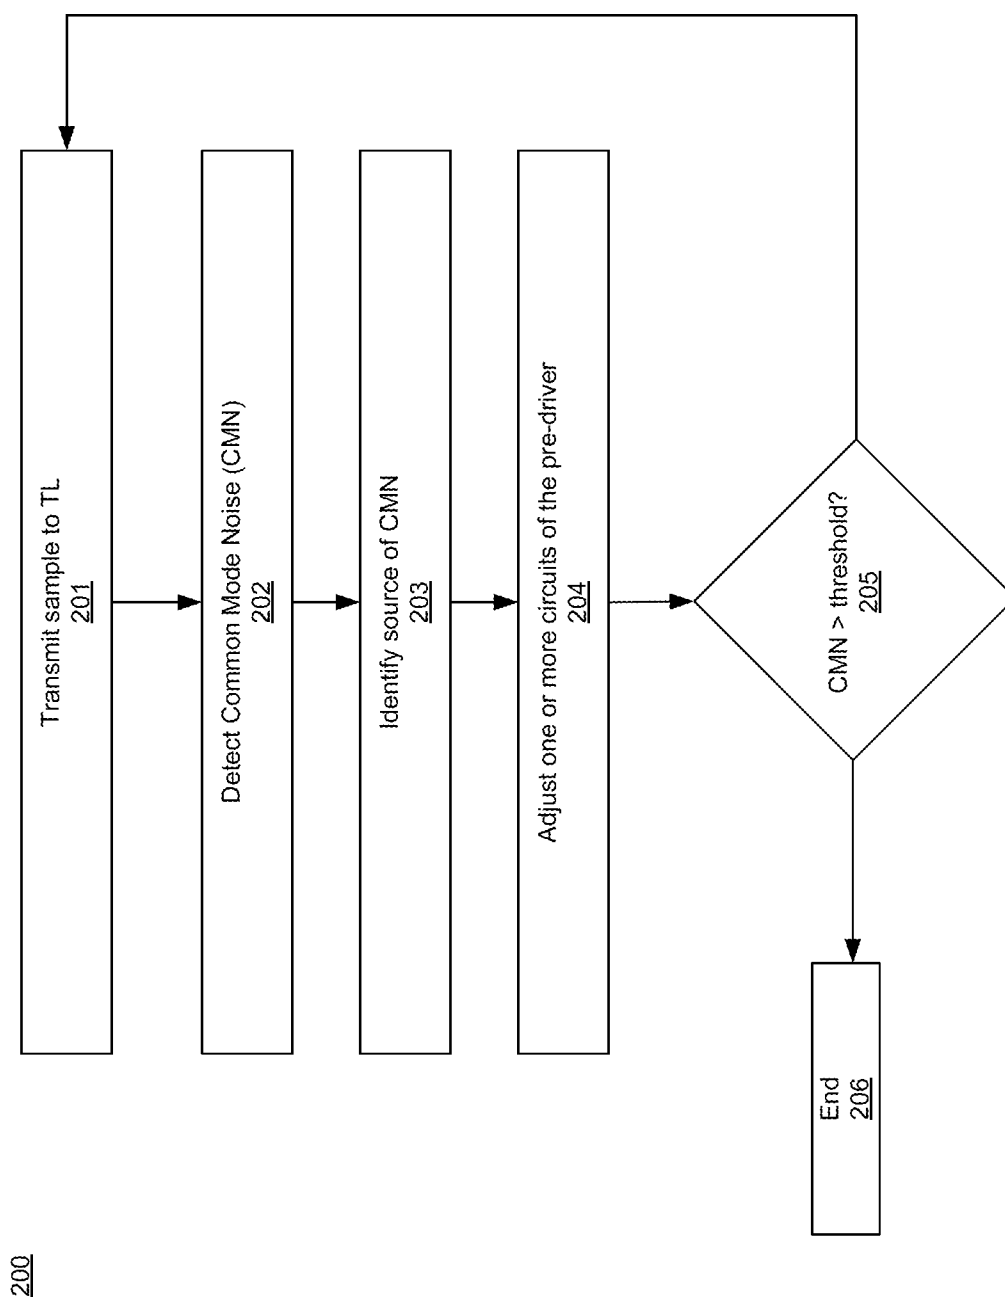 200
Transmit sample to TL
201
Detect Common Mode Noise (CMN)
202
Identify source of CMN
203
Adjust one or more circuits of the pre-driver
204
CMN > threshold?
205
End
206